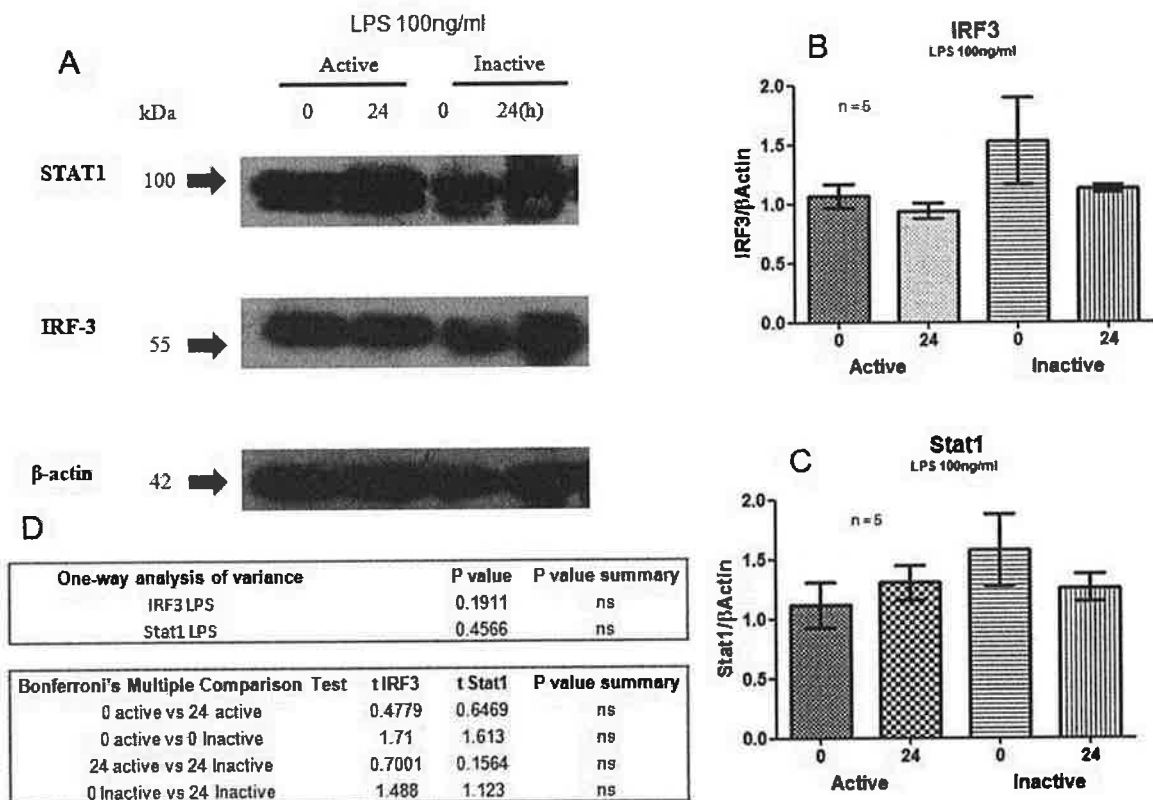 LPS 100ng/ml
A
Active Inactive
kDa 0 24 0 24(h)
STAT1 100
IRF-3 55
β-actin 42
B
IRF3
LPS 100ng/ml
n = 5
IRF3/βActin
2.0
1.5
1.0
0.5
0.0
0 24 0 24
Active Inactive
C
Stat1
LPS 100ng/ml
n = 5
Stat1/βActin
2.0
1.5
1.0
0.5
0.0
0 24 0 24
Active Inactive
D
One-way analysis of variance P value P value summary
IRF3 LPS 0.1911 ns
Stat1 LPS 0.4566 ns
Bonferroni's Multiple Comparison Test t IRF3 t Stat1 P value summary
0 active vs 24 active 0.4779 0.6469 ns
0 active vs 0 Inactive 1.71 1.613 ns
24 active vs 24 Inactive 0.7001 0.1564 ns
0 Inactive vs 24 Inactive 1.488 1.123 ns